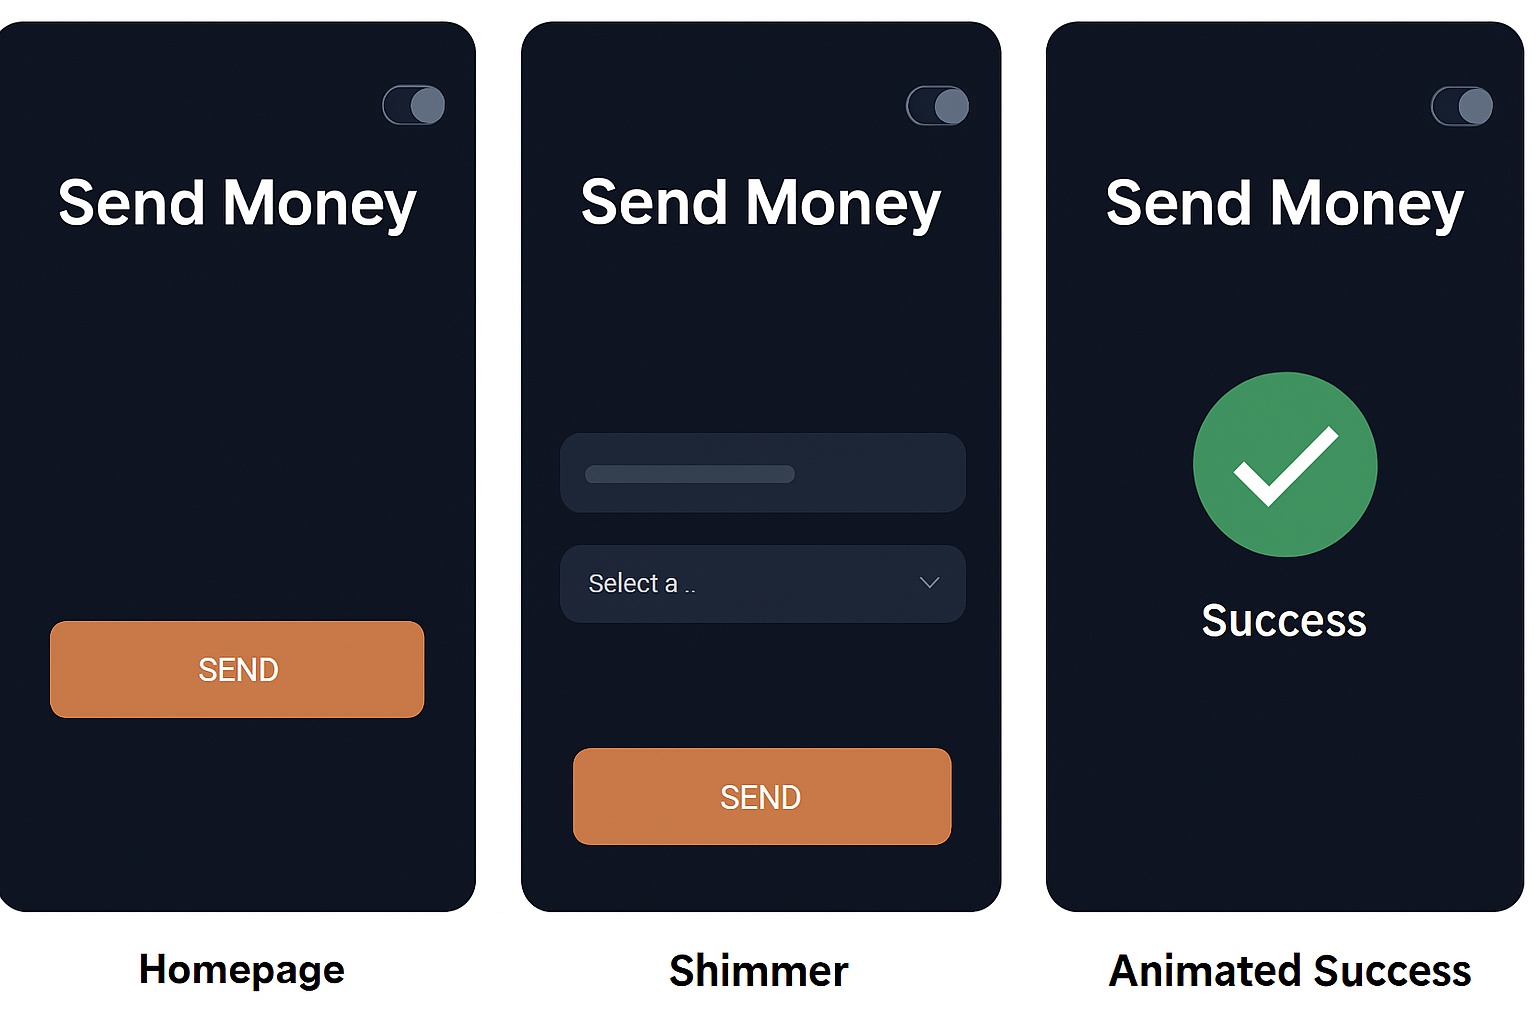 Send Money
SEND
Homepage
Send Money
Select a ..
SEND
Shimmer
Send Money
Success
Animated Success